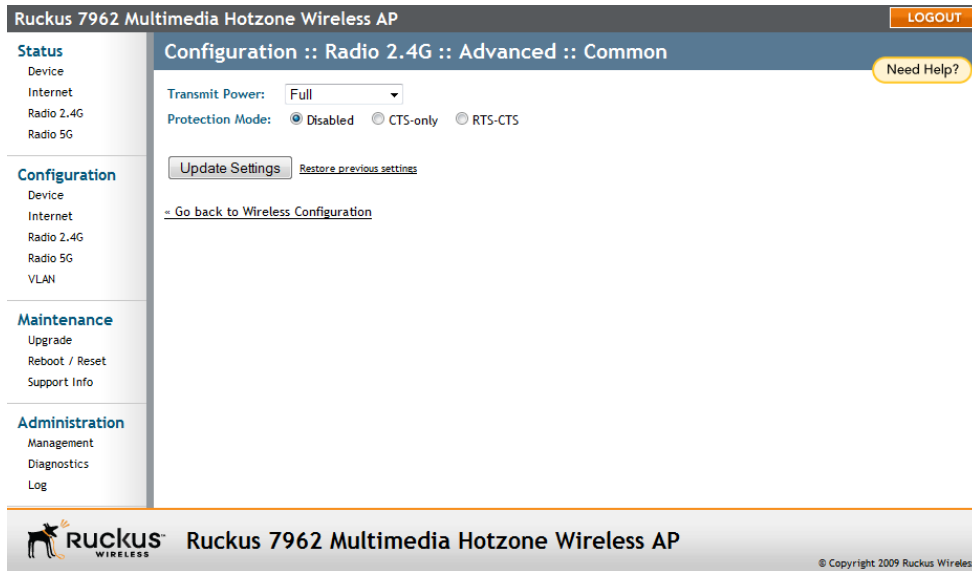 Ruckus 7962 Multimedia Hotzone Wireless AP
LOGOUT
Status
Device
Internet
Radio 2.4G
Radio 5G
Configuration
Device
Internet
Radio 2.4G
Radio 5G
VLAN
Maintenance
Upgrade
Reboot / Reset
Support Info
Administration
Management
Diagnostics
Log
Configuration :: Radio 2.4G :: Advanced :: Common
Need Help?
Transmit Power: Full
Protection Mode: Disabled CTS-only RTS-CTS
Update Settings Restore previous settings
« Go back to Wireless Configuration
RUCKUS WIRELESS
Ruckus 7962 Multimedia Hotzone Wireless AP
© Copyright 2009 Ruckus Wireles